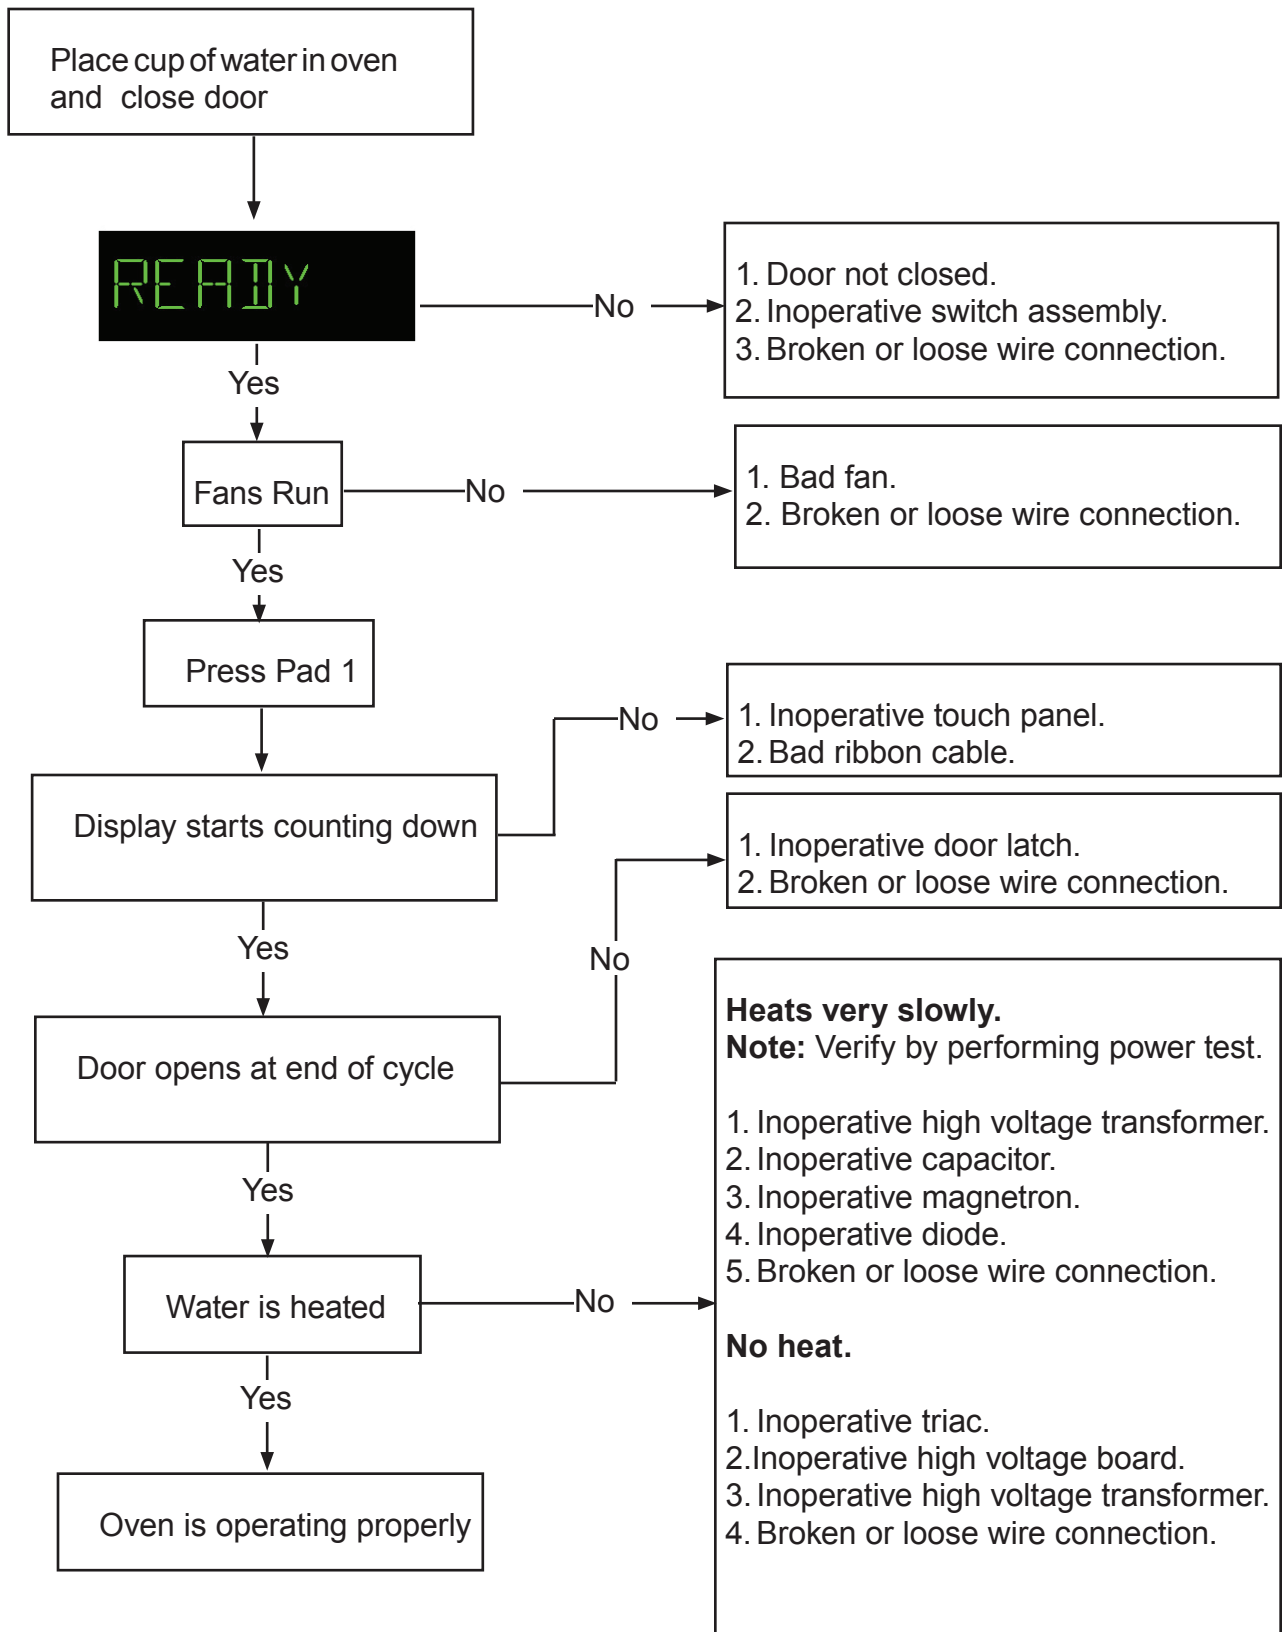 Place cup of water in oven
and close door
READY
No
1. Door not closed.
2. Inoperative switch assembly.
3. Broken or loose wire connection.
Yes
Fans Run
No
1. Bad fan.
2. Broken or loose wire connection.
Yes
Press Pad 1
No
1. Inoperative touch panel.
2. Bad ribbon cable.
Display starts counting down
1. Inoperative door latch.
2. Broken or loose wire connection.
Yes
No
Door opens at end of cycle
Heats very slowly.
Note: Verify by performing power test.
1. Inoperative high voltage transformer.
2. Inoperative capacitor.
3. Inoperative magnetron.
4. Inoperative diode.
5. Broken or loose wire connection.
Yes
Water is heated
No
No heat.
1. Inoperative triac.
2.Inoperative high voltage board.
3. Inoperative high voltage transformer.
4. Broken or loose wire connection.
Yes
Oven is operating properly